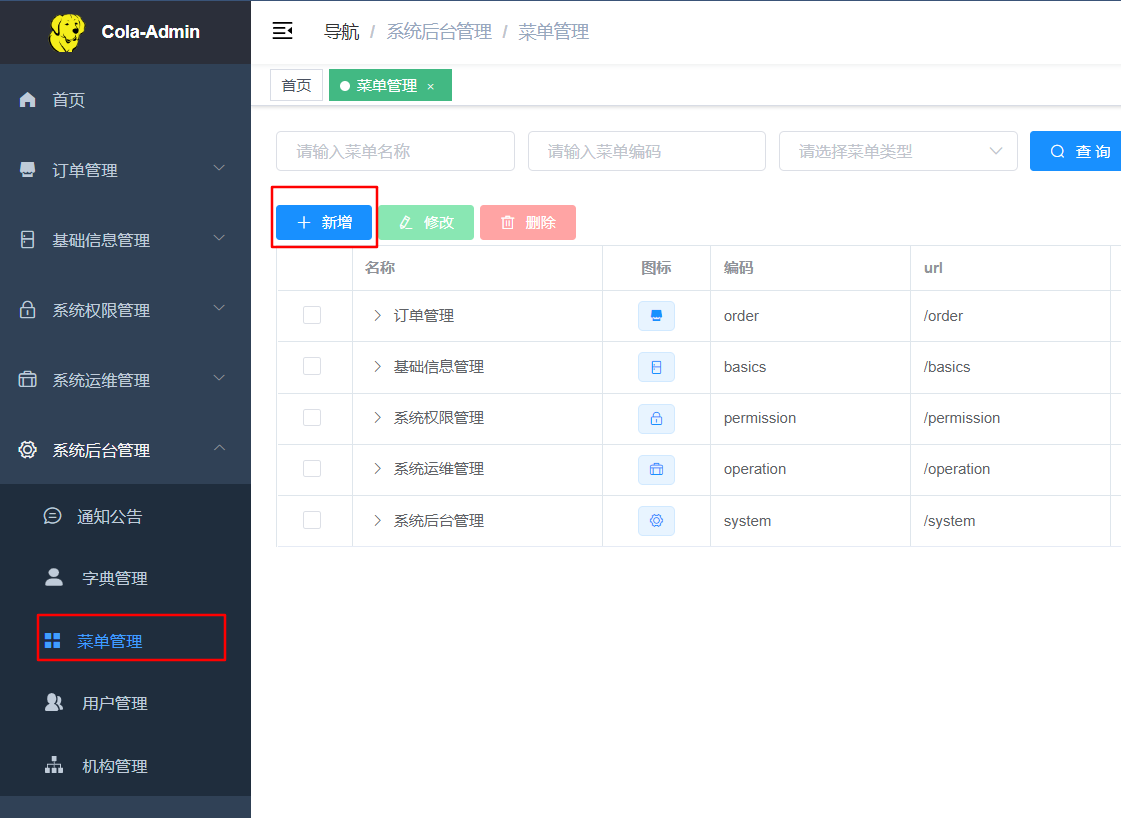 Cola-Admin
导航 / 系统后台管理 / 菜单管理
首页 菜单管理 ×
首页
订单管理
基础信息管理
系统权限管理
系统运维管理
系统后台管理
通知公告
字典管理
菜单管理
用户管理
机构管理
请输入菜单名称 请输入菜单编码 请选择菜单类型 查 询
新增 修改 删除
名称 图标 编码 url
订单管理 order /order
基础信息管理 basics /basics
系统权限管理 permission /permission
系统运维管理 operation /operation
系统后台管理 system /system